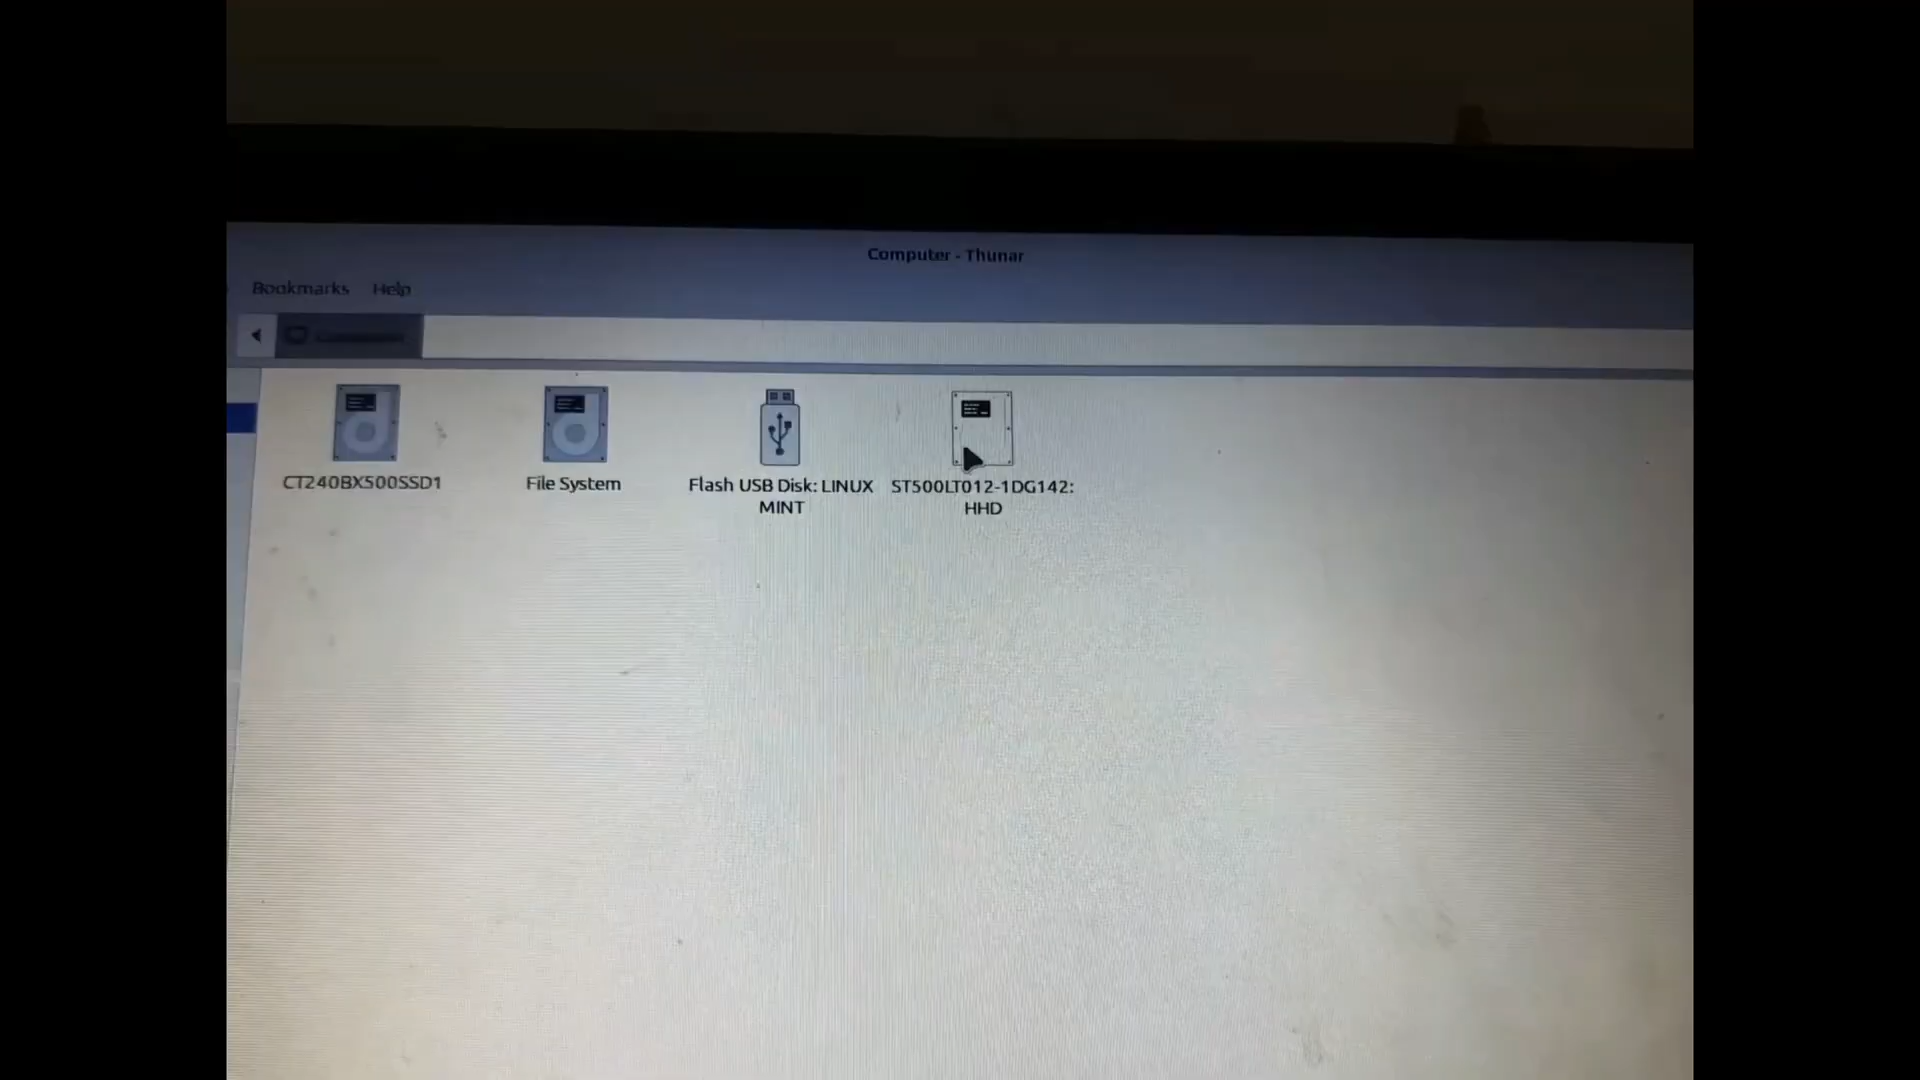 Computer - Thunar
Bookmarks Help
CT240BX500SSD1
File System
Flash USB Disk: LINUX
MINT
ST500LT012-1DG142:
HHD